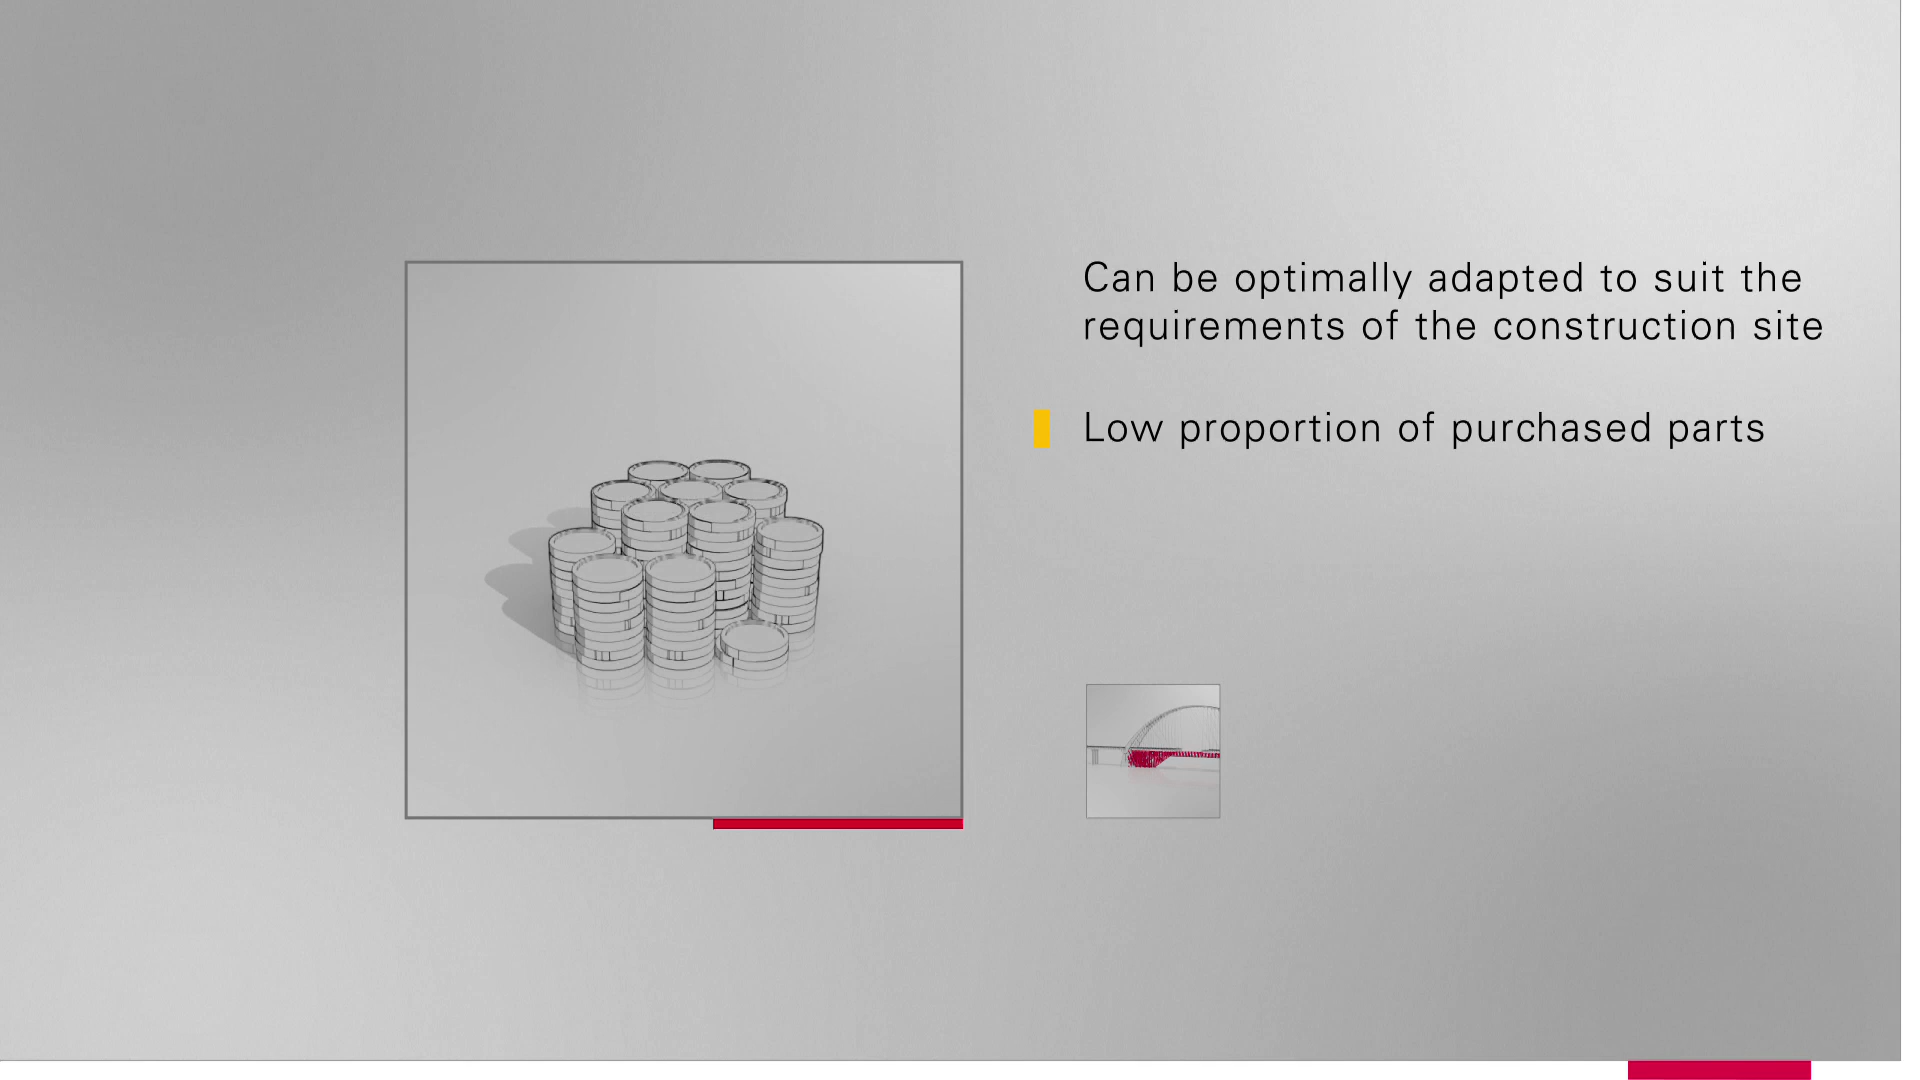 Can be optimally adapted to suit the
requirements of the construction site
Low proportion of purchased parts